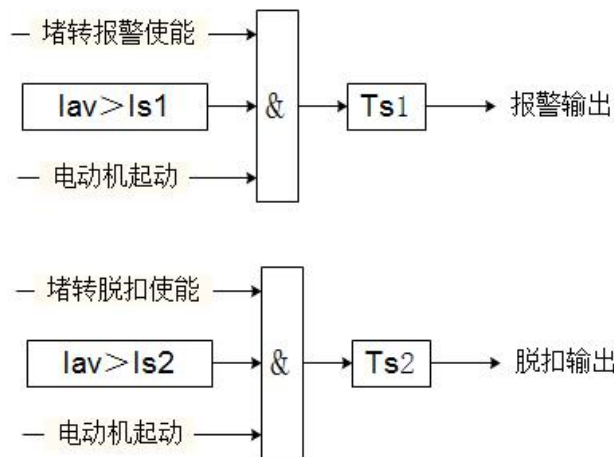 堵转报警使能
Iav＞Is1
&
Ts1
报警输出
电动机起动
堵转脱扣使能
Iav＞Is2
&
Ts2
脱扣输出
电动机起动